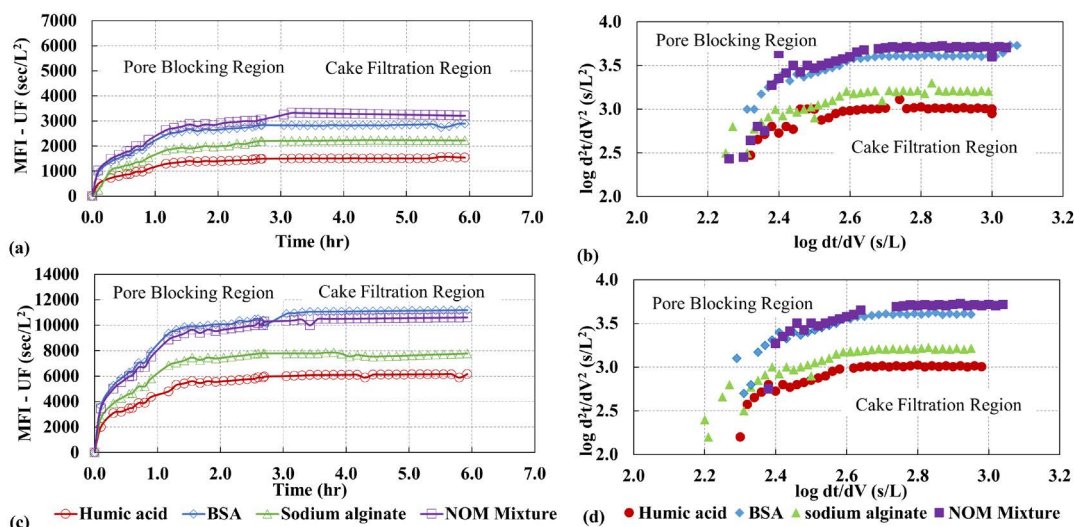 (a)
MFI - UF (sec/L²)
7000
6000
5000
4000
3000
2000
1000
0
Pore Blocking Region
Cake Filtration Region
0.0 1.0 2.0 3.0 4.0 5.0 6.0 7.0
Time (hr)
(b)
log d²t/dV² (s/L²)
4.0
3.5
3.0
2.5
2.0
Pore Blocking Region
Cake Filtration Region
2.0 2.2 2.4 2.6 2.8 3.0 3.2
log dt/dV (s/L)
(c)
MFI - UF (sec/L²)
14000
12000
10000
8000
6000
4000
2000
0
Pore Blocking Region
Cake Filtration Region
0.0 1.0 2.0 3.0 4.0 5.0 6.0 7.0
Time (hr)
Humic acid BSA Sodium alginate NOM Mixture
(d)
log d²t/dV² (s/L²)
4.0
3.5
3.0
2.5
2.0
Pore Blocking Region
Cake Filtration Region
2.0 2.2 2.4 2.6 2.8 3.0 3.2
log dt/dV (s/L)
Humic acid BSA sodium alginate NOM Mixture